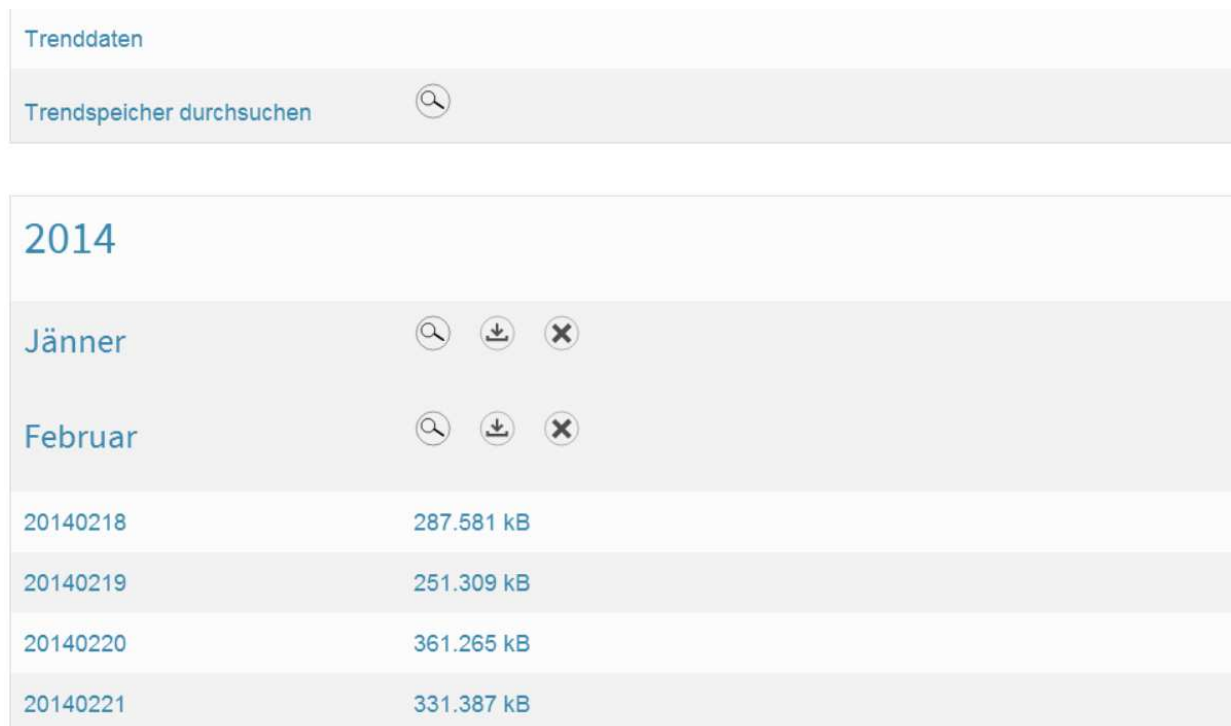 Trenddaten
Trendspeicher durchsuchen
2014
Jänner
Februar
20140218 287.581 kB
20140219 251.309 kB
20140220 361.265 kB
20140221 331.387 kB